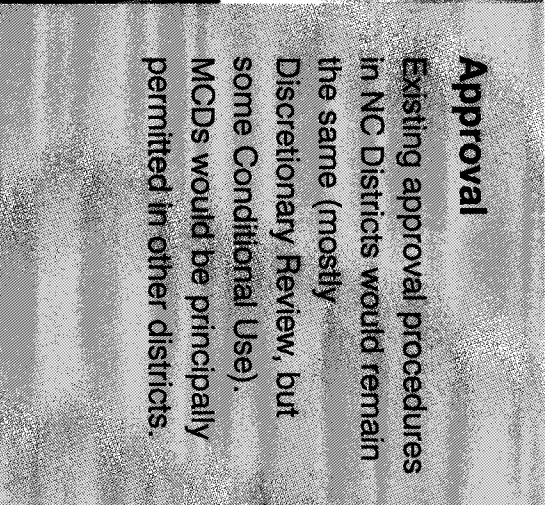 Approval
Existing approval procedures
in NC Districts would remain
the same (mostly
Discretionary Review, but
some Conditional Use).
MCDs would be principally
permitted in other districts.